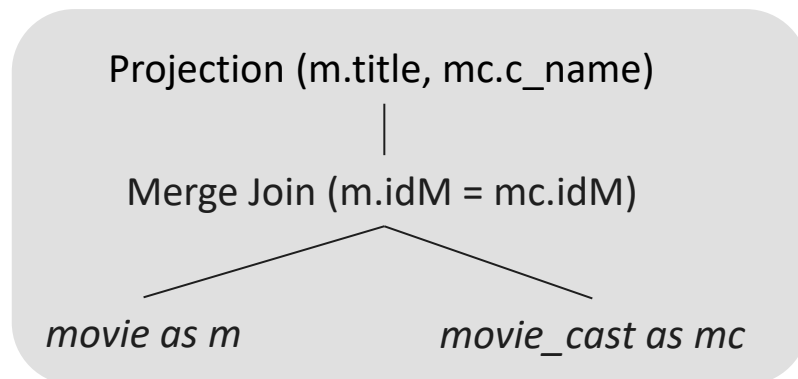 Projection (m.title, mc.c_name)
Merge Join (m.idM = mc.idM)
movie as m
movie_cast as mc